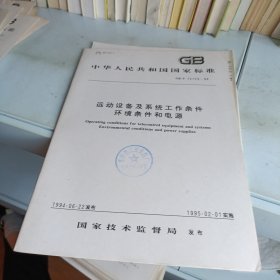 GB
中华人民共和国国家标准
远动设备及系统工作条件
环境条件和电源
Operating conditions for telecontrol equipment and systems
Environmental conditions and power supplies
1994-06-22发布
1995-02-01实施
国家技术监督局 发布